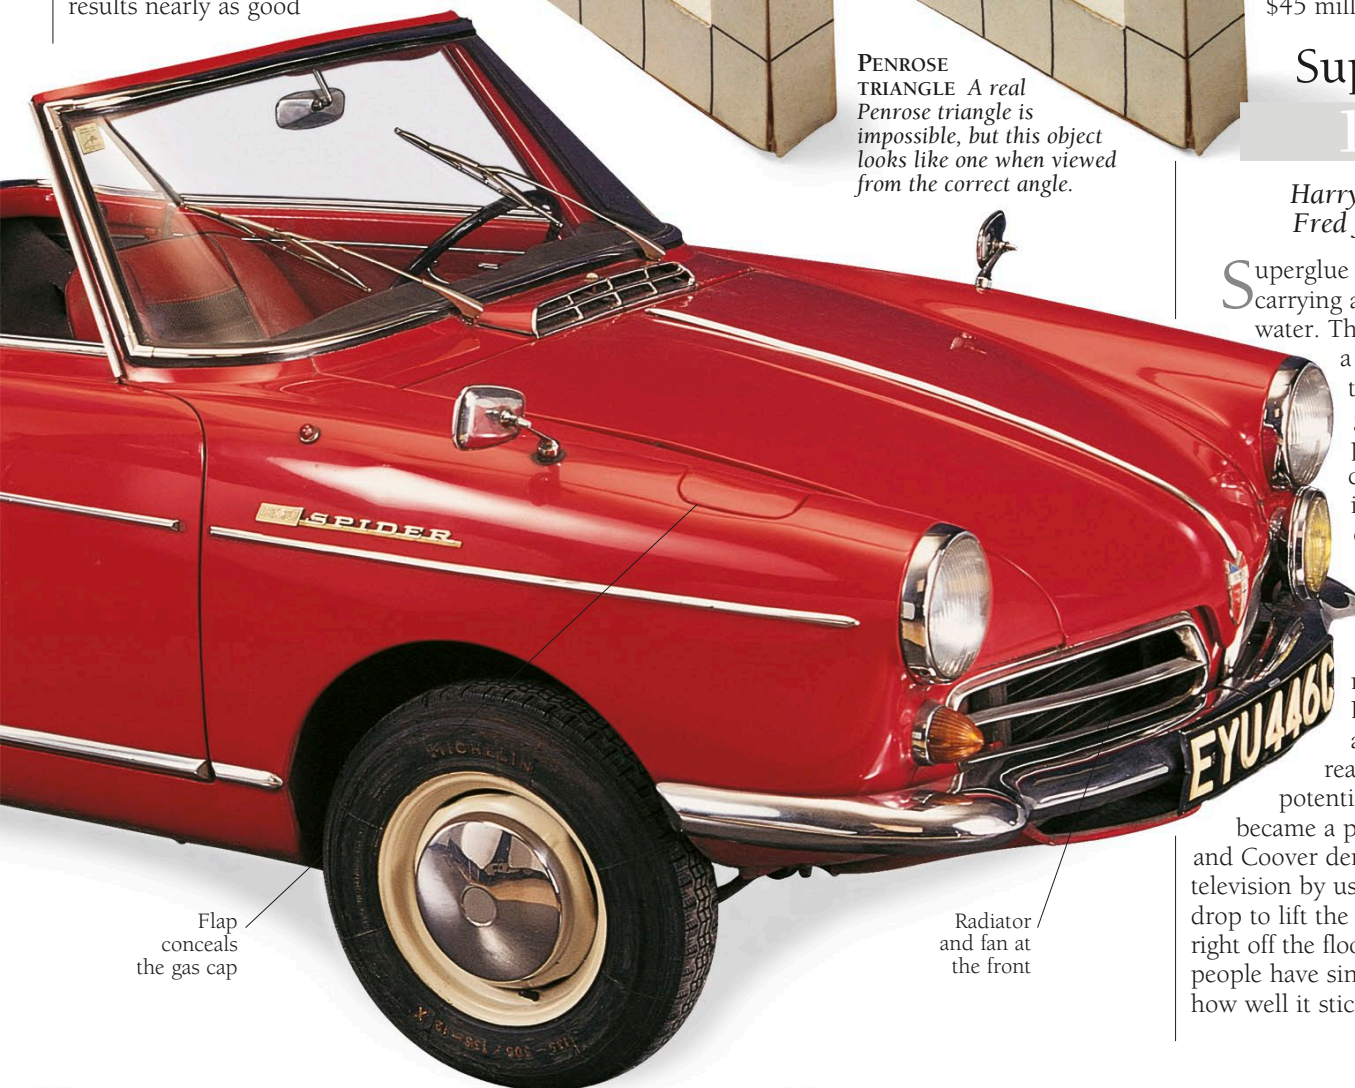 results nearly as good
PENROSE
TRIANGLE A real
Penrose triangle is
impossible, but this object
looks like one when viewed
from the correct angle.
$45 mill
Sup
Harry
Fred J
Superglue
carrying a
water. Th
a
t
rea
potenti
became a p
and Coover der
television by us
drop to lift the
right off the floo
people have sin
how well it stic
SPIDER
MICHELIN
EYU446C
Flap
conceals
the gas cap
Radiator
and fan at
the front